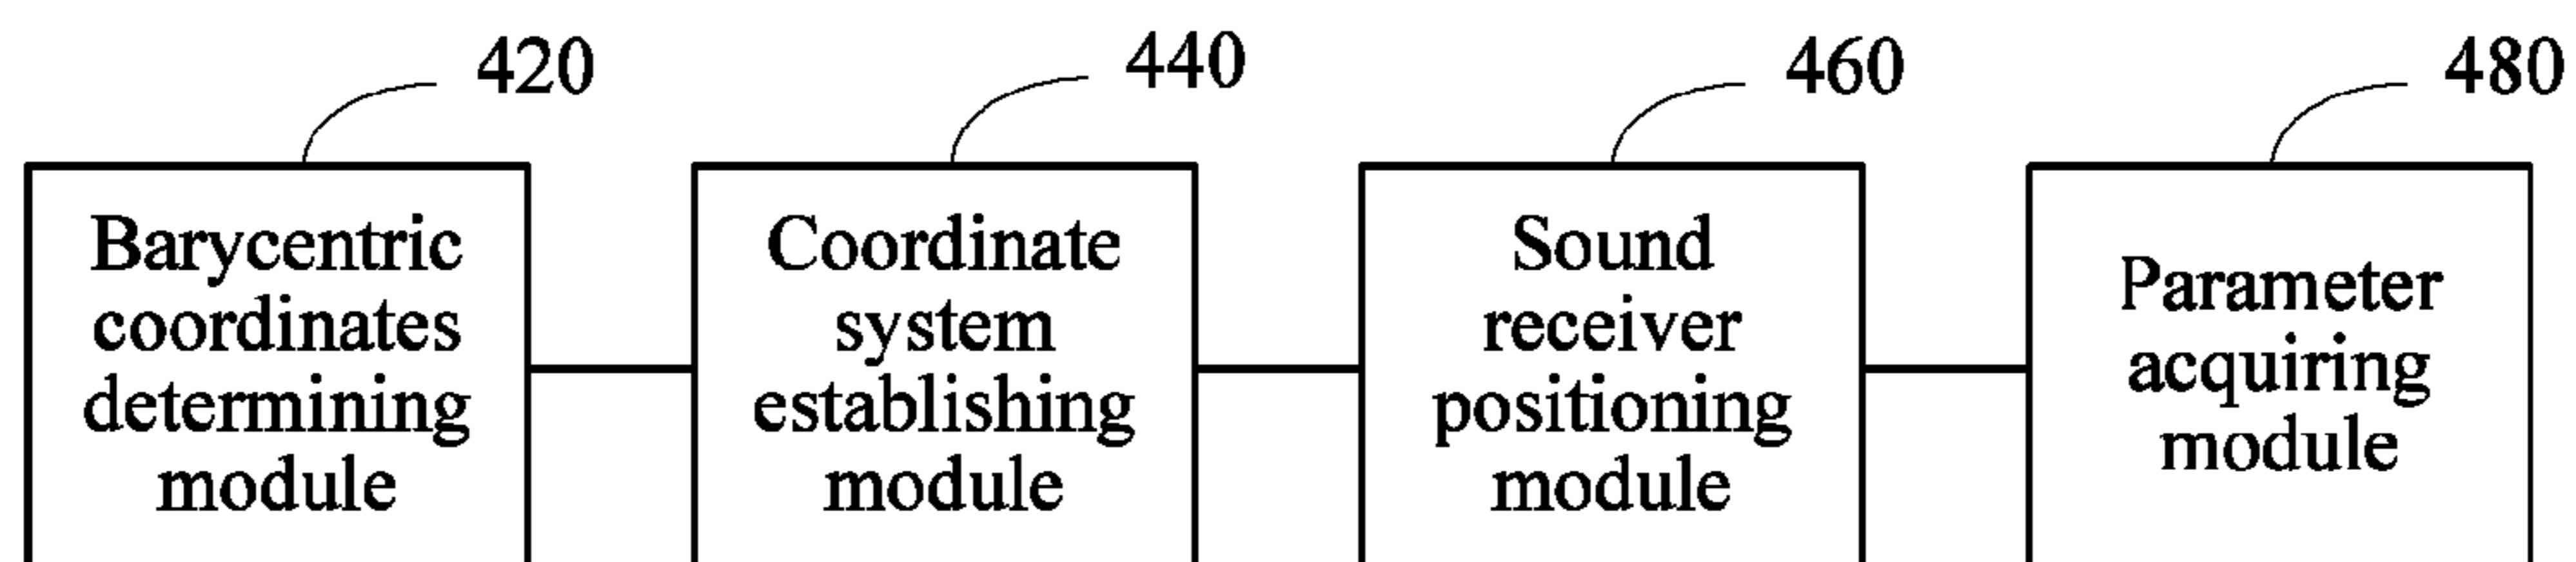 420
440
460
480
Barycentric
coordinates
determining
module
Coordinate
system
establishing
module
Sound
receiver
positioning
module
Parameter
acquiring
module